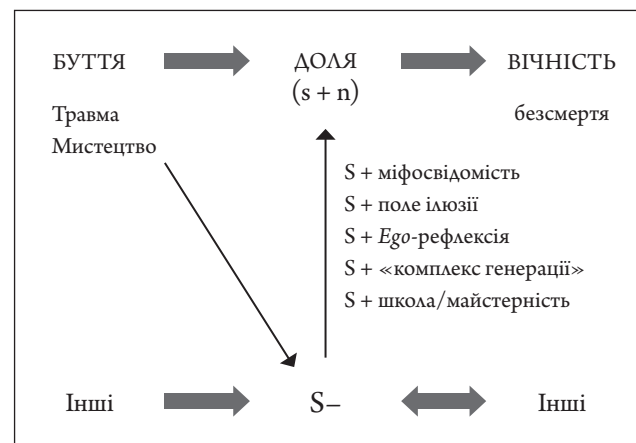 БУТТЯ
ДОЛЯ
(s + n)
ВІЧНІСТЬ
Травма
Мистецтво
безсмертя
S + міфосвідомість
S + поле ілюзії
S + Ego-рефлексія
S + «комплекс генерації»
S + школа/майстерність
Інші
S–
Інші